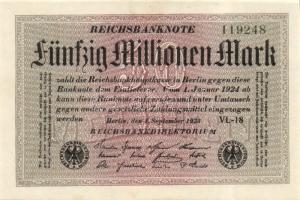 REICHSBANKNOTE
119248
Fünfzig Millionen Mark
zahlt die Reichsbankhauptkasse in Berlin gegen diese
Banknote dem Einlieferer. Vom 1. Januar 1924 ab
kann diese Banknote aufgerufen und unter Umtausch
gegen andere gesetzliche Zahlungsmittel eingezogen
werden
Berlin, den 1. September 1923
VL-18
REICHSBANKDIREKTORIUM